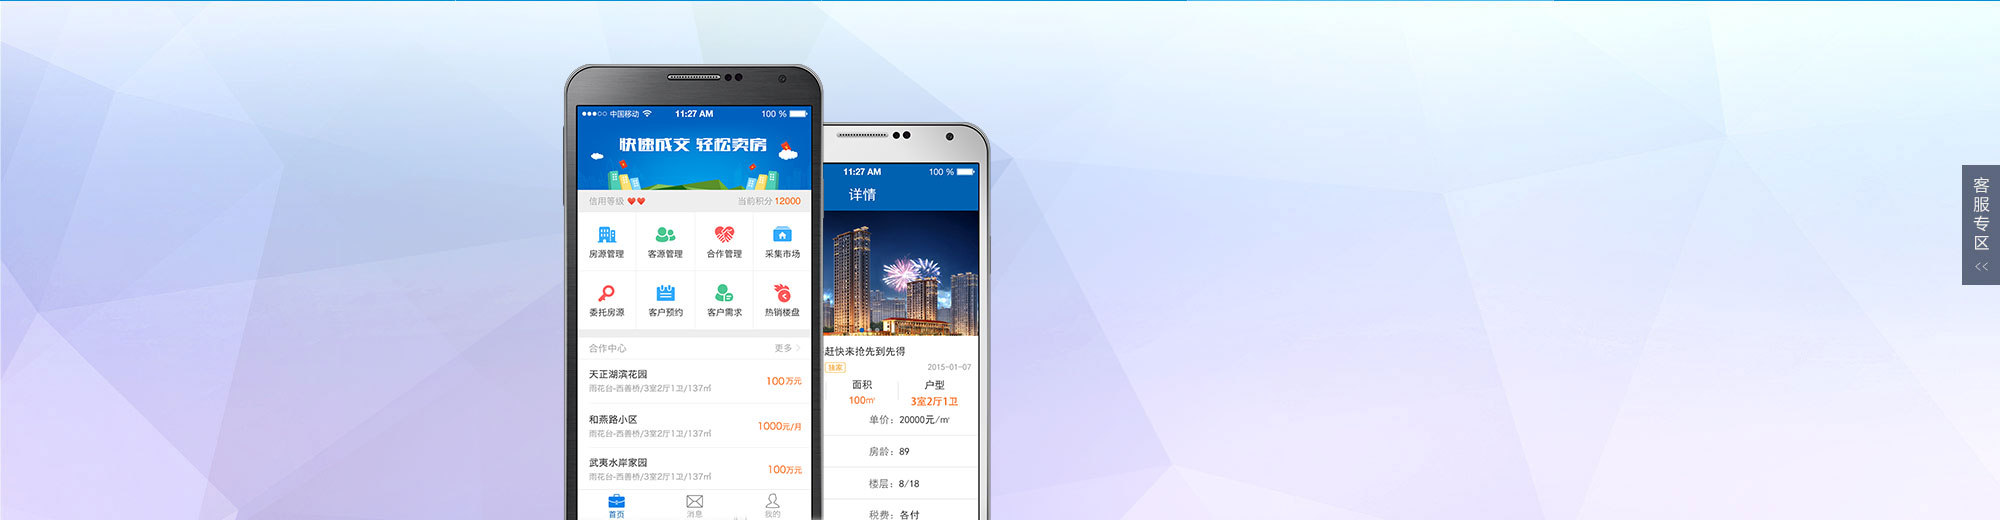 中国移动 11:27 AM 100 %
快速成交 轻松卖房
信用等级 当前积分 12000
房源管理 客源管理 合作管理 采集市场
委托房源 客户预约 客户需求 热销楼盘
合作中心 更多
天正湖滨花园
雨花台-西善桥/3室2厅1卫/137㎡
100万元
和燕路小区
雨花台-西善桥/3室2厅1卫/137㎡
1000元/月
武夷水岸家园
雨花台-西善桥/3室2厅1卫/137㎡
100万元
首页 消息 我的
11:27 AM 100 %
详情
赶快来抢先到先得
独家 2015-01-07
面积 户型
100㎡ 3室2厅1卫
单价: 20000元/㎡
房龄: 89
楼层: 8/18
税费: 各付
客服专区
<<